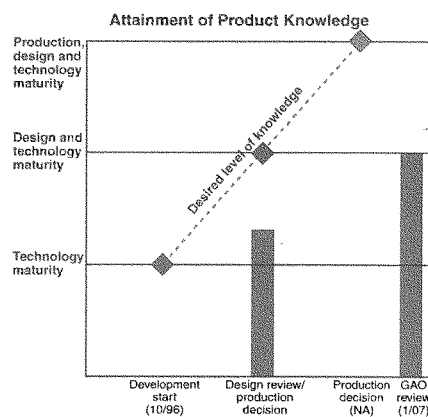 Attainment of Product Knowledge
Production,
design and
technology
maturity
Design and
technology
maturity
Technology
maturity
Desired level of knowledge
Development
start
(10/96)
Design review/
production
decision
Production
decision
(NA)
GAO
review
(1/07)